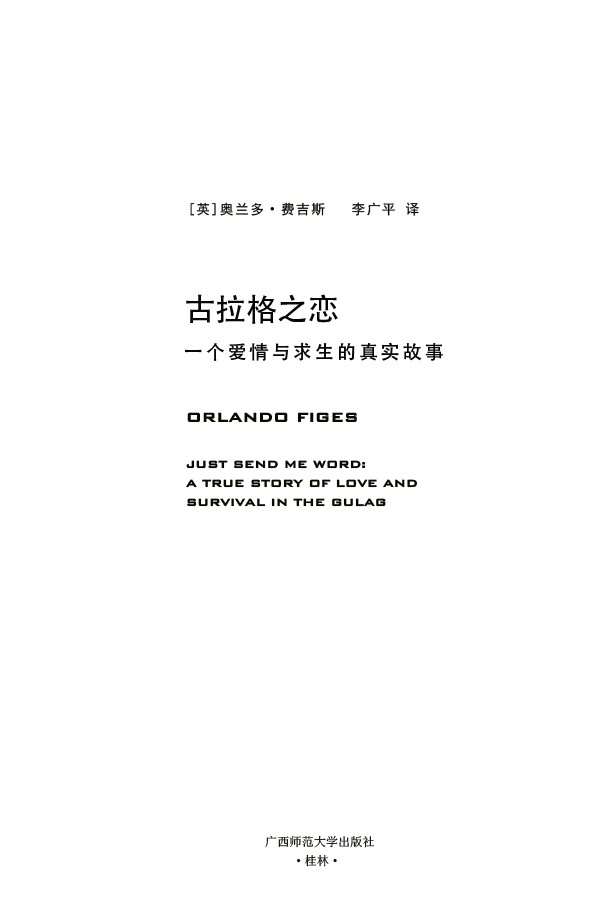 [英]奥兰多·费吉斯 李广平 译
古拉格之恋
一个爱情与求生的真实故事
ORLANDO FIGES
JUST SEND ME WORD:
A TRUE STORY OF LOVE AND
SURVIVAL IN THE GULAG
广西师范大学出版社
·桂林·